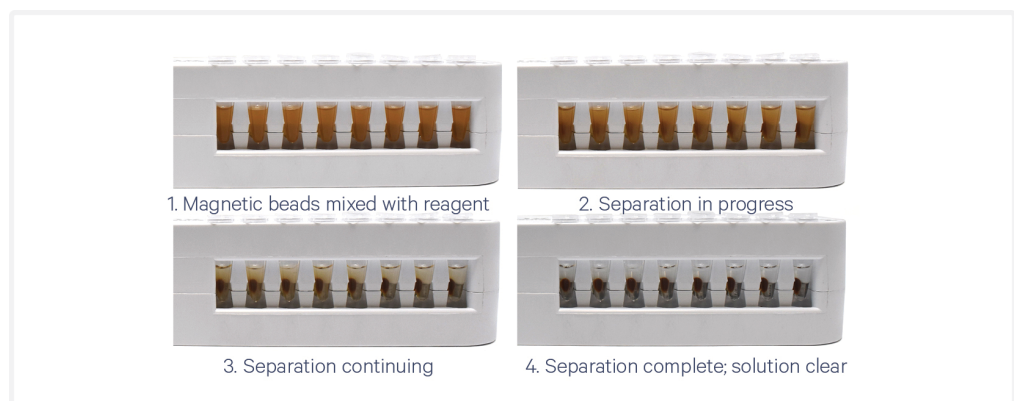 1. Magnetic beads mixed with reagent
2. Separation in progress
3. Separation continuing
4. Separation complete; solution clear